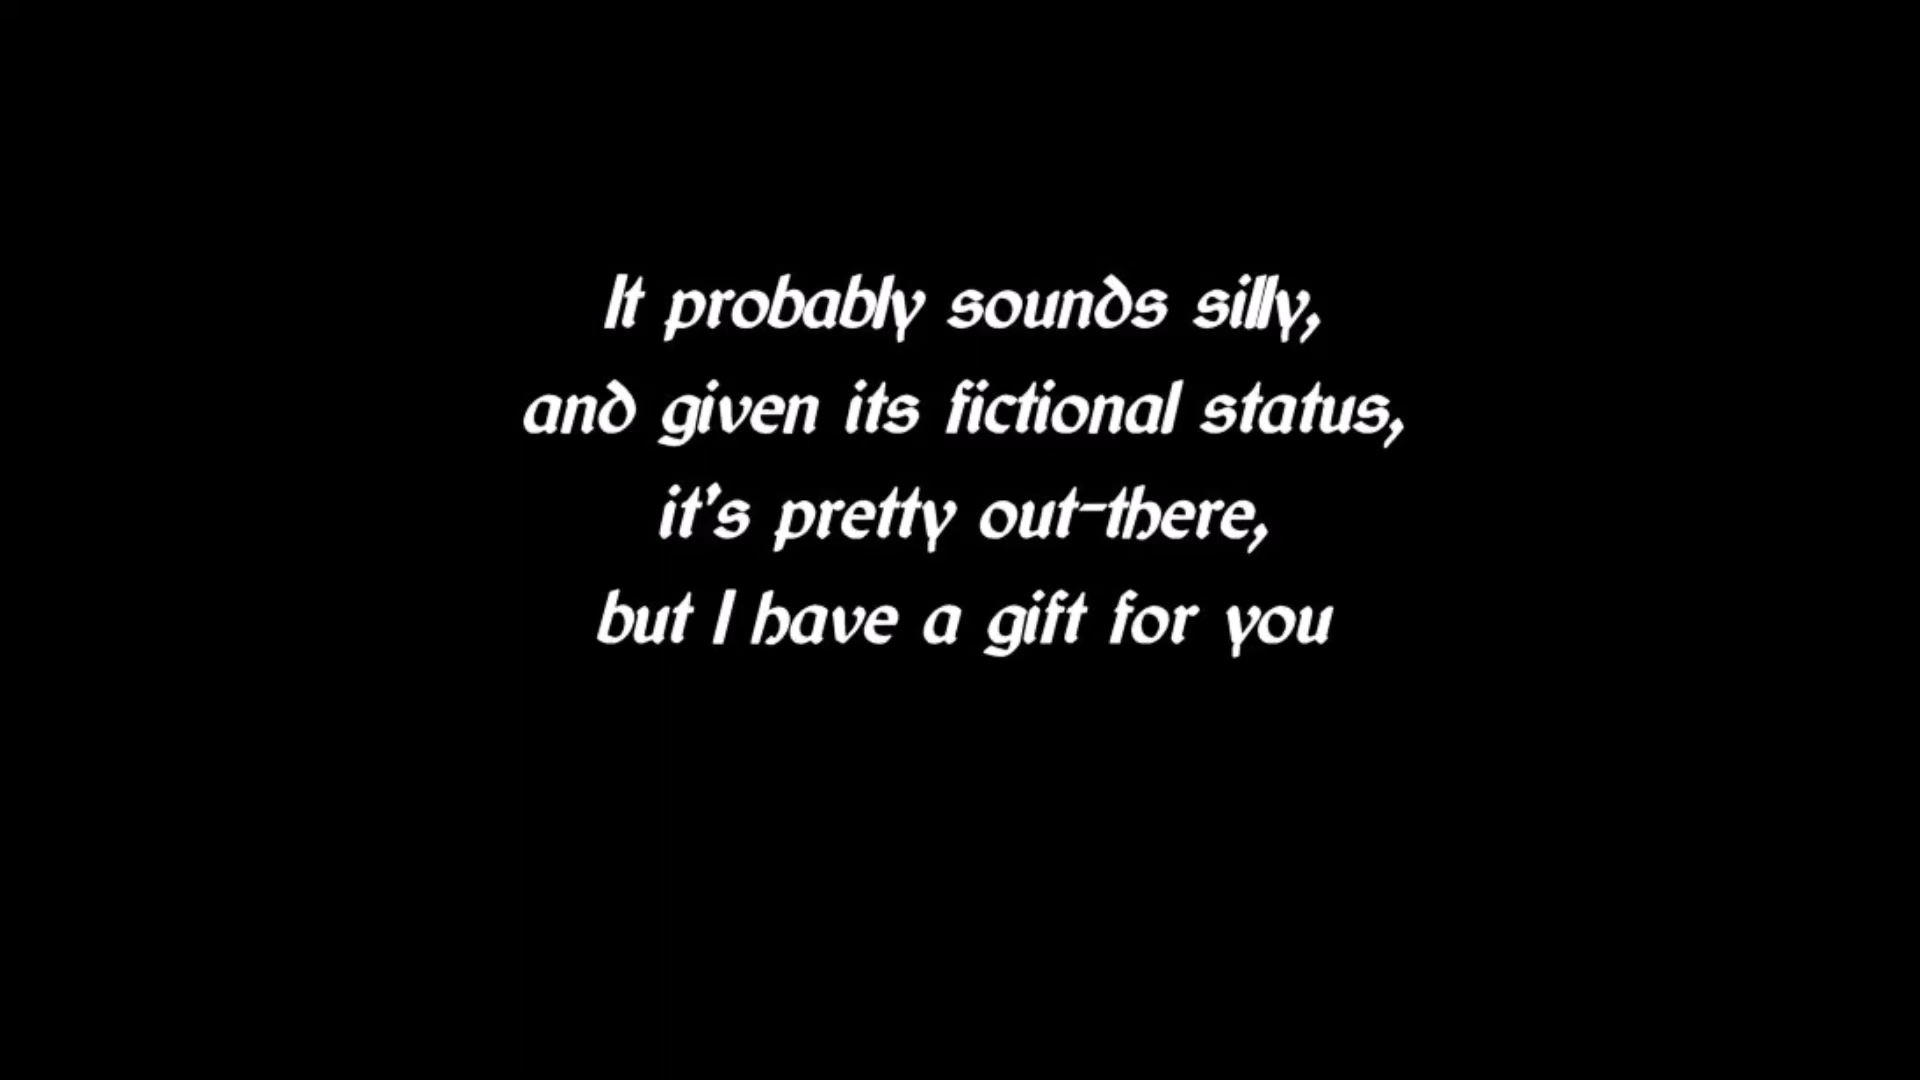 It probably sounds silly,
and given its fictional status,
it's pretty out-there,
but I have a gift for you